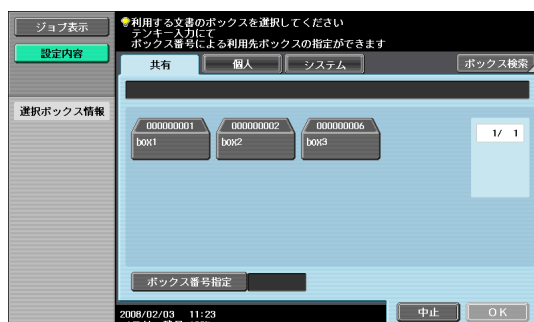 ジョブ表示
設定内容
選択ボックス情報
利用する文書のボックスを選択してください
テンキー入力にて
ボックス番号による利用先ボックスの指定ができます
共有
個人
システム
ボックス検索
000000001
box1
000000002
box2
000000006
box3
1/ 1
ボックス番号指定
2008/02/03 11:23
中止
OK